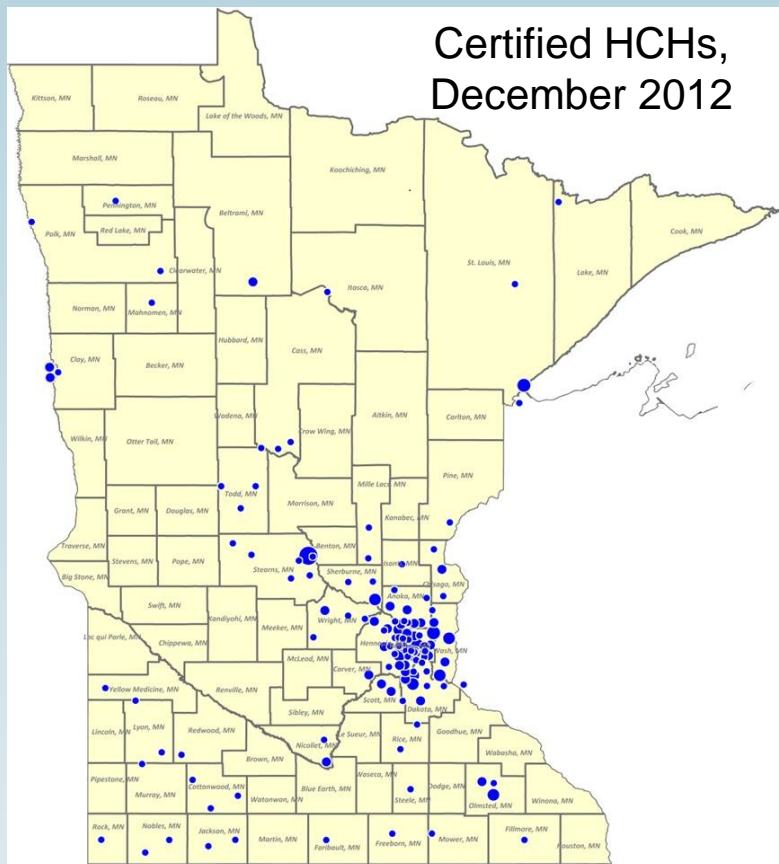 Certified HCHs,
December 2012
Kittson, MN
Roseau, MN
Lake of the Woods, MN
Koochiching, MN
Marshall, MN
Pennington, MN
Beltrami, MN
Polk, MN
Red Lake, MN
Cook, MN
St. Louis, MN
Lake, MN
Clearwater, MN
Itasca, MN
Norman, MN
Mahnomen, MN
Hubbard, MN
Cass, MN
Clay, MN
Becker, MN
Wadena, MN
Crow Wing, MN
Aitkin, MN
Carlton, MN
Wilkin, MN
Otter Tail, MN
Pine, MN
Mille Lacs, MN
Todd, MN
Morrison, MN
Kanabec, MN
Grant, MN
Douglas, MN
Traverse, MN
Benton, MN
Stevens, MN
Pope, MN
Stearns, MN
Sherburne, MN
Isanti, MN
Big Stone, MN
Chisago, MN
Anoka, MN
Swift, MN
Kandiyohi, MN
Meeker, MN
Wright, MN
Lac qui Parle, MN
Chippewa, MN
Wash, MN
McLeod, MN
Carver, MN
Yellow Medicine, MN
Renville, MN
Scott, MN
Dakota, MN
Sibley, MN
Lincoln, MN
Lyon, MN
Redwood, MN
Le Sueur, MN
Rice, MN
Goodhue, MN
Nicollet, MN
Wabasha, MN
Brown, MN
Pipestone, MN
Murray, MN
Cottonwood, MN
Watonwan, MN
Blue Earth, MN
Waseca, MN
Steele, MN
Dodge, MN
Olmsted, MN
Winona, MN
Rock, MN
Nobles, MN
Jackson, MN
Martin, MN
Faribault, MN
Freeborn, MN
Mower, MN
Fillmore, MN
Houston, MN